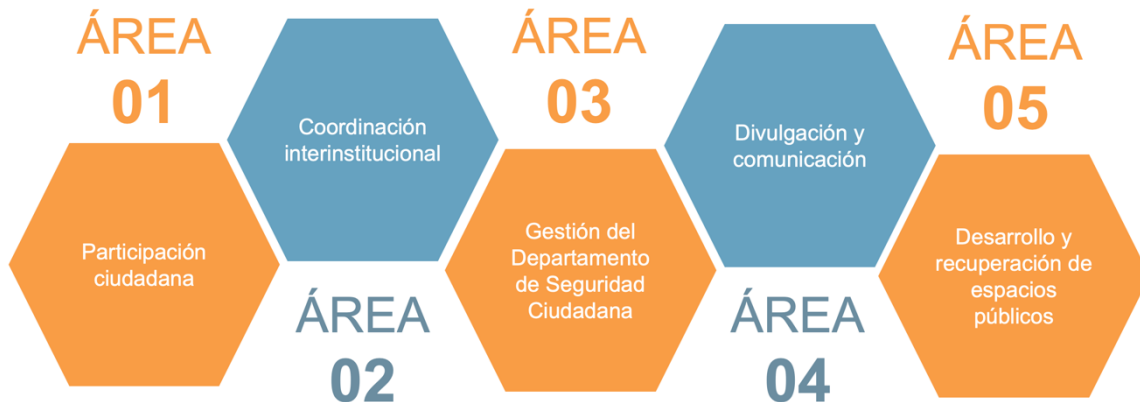 ÁREA
01
Participación
ciudadana
Coordinación
interinstitucional
ÁREA
02
ÁREA
03
Gestión del
Departamento
de Seguridad
Ciudadana
Divulgación y
comunicación
ÁREA
04
ÁREA
05
Desarrollo y
recuperación de
espacios
públicos